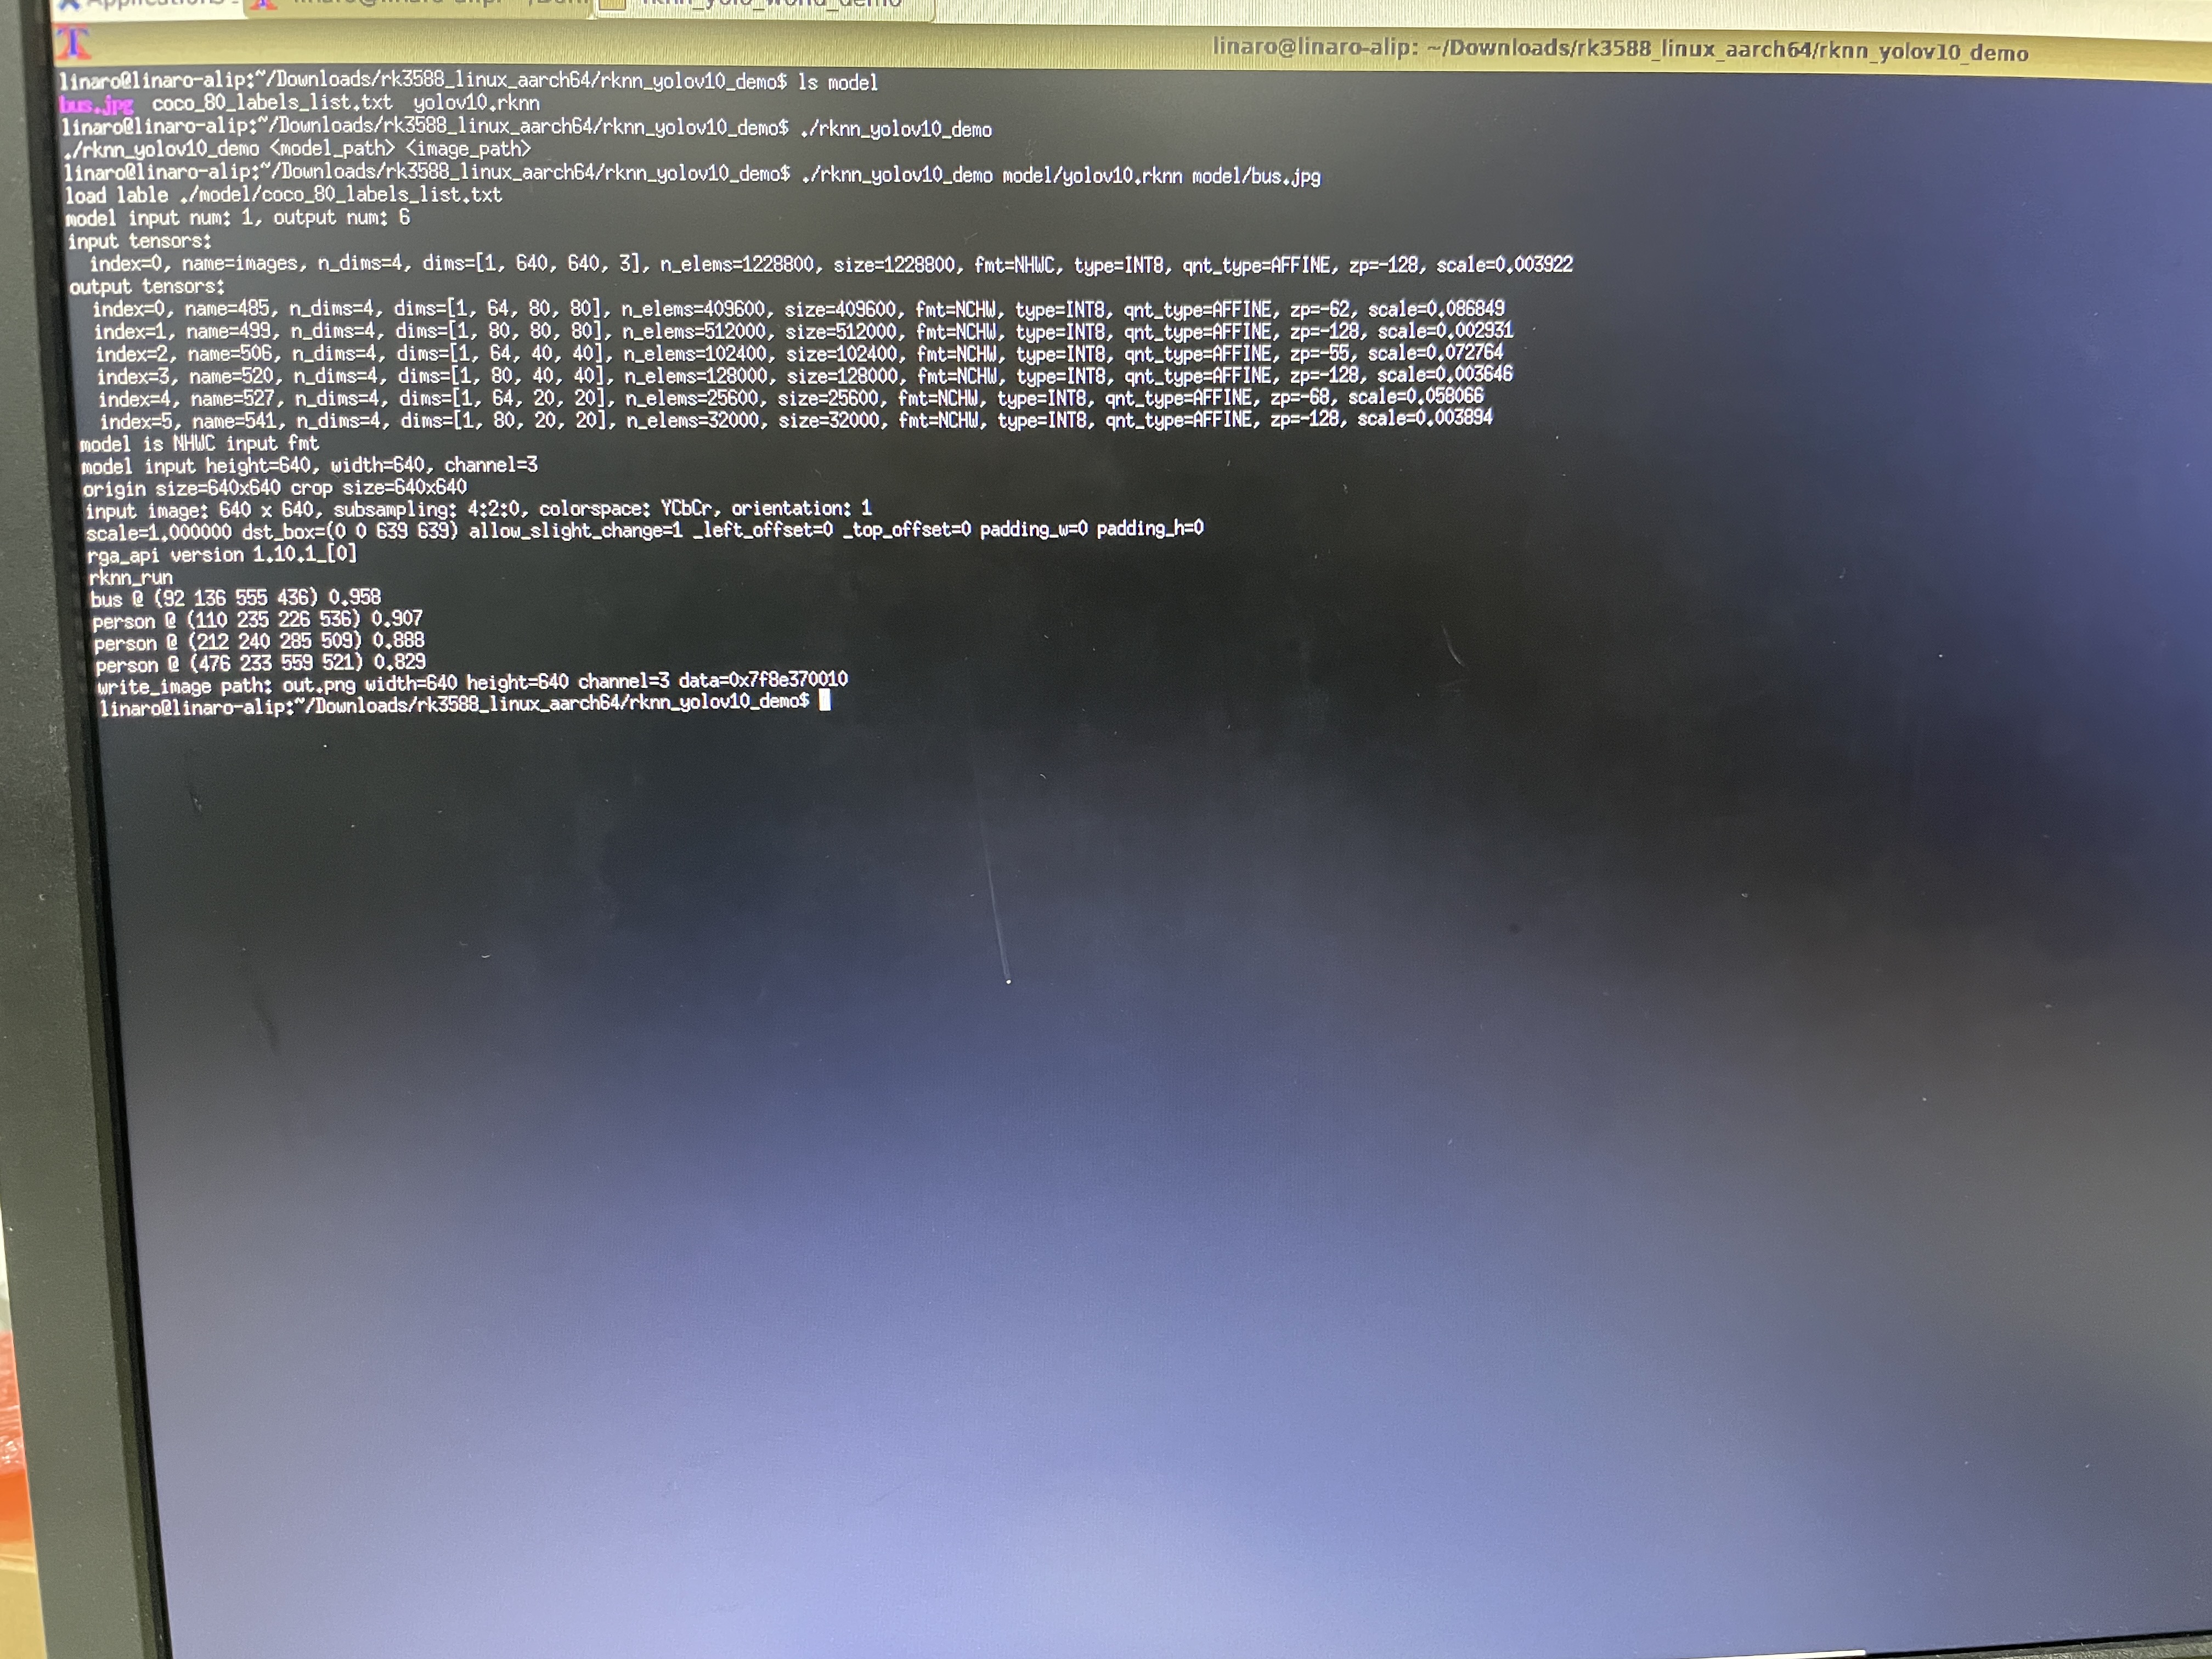 linaro@linaro-alip: ~/Downloads/rk3588_linux_aarch64/rknn_yolov10_demo
linaro@linaro-alip:~/Downloads/rk3588_linux_aarch64/rknn_yolov10_demo$ ls model
bus.jpg coco_80_labels_list.txt yolov10.rknn
linaro@linaro-alip:~/Downloads/rk3588_linux_aarch64/rknn_yolov10_demo$ ./rknn_yolov10_demo
./rknn_yolov10_demo <model_path> <image_path>
linaro@linaro-alip:~/Downloads/rk3588_linux_aarch64/rknn_yolov10_demo$ ./rknn_yolov10_demo model/yolov10.rknn model/bus.jpg
load lable ./model/coco_80_labels_list.txt
model input num: 1, output num: 6
input tensors:
index=0, name=images, n_dims=4, dims=[1, 640, 640, 3], n_elems=1228800, size=1228800, fmt=NHWC, type=INT8, qnt_type=AFFINE, zp=-128, scale=0.003922
output tensors:
index=0, name=485, n_dims=4, dims=[1, 64, 80, 80], n_elems=409600, size=409600, fmt=NCHW, type=INT8, qnt_type=AFFINE, zp=-62, scale=0.086849
index=1, name=499, n_dims=4, dims=[1, 80, 80, 80], n_elems=512000, size=512000, fmt=NCHW, type=INT8, qnt_type=AFFINE, zp=-128, scale=0.002931
index=2, name=506, n_dims=4, dims=[1, 64, 40, 40], n_elems=102400, size=102400, fmt=NCHW, type=INT8, qnt_type=AFFINE, zp=-55, scale=0.072764
index=3, name=520, n_dims=4, dims=[1, 80, 40, 40], n_elems=128000, size=128000, fmt=NCHW, type=INT8, qnt_type=AFFINE, zp=-128, scale=0.003646
index=4, name=527, n_dims=4, dims=[1, 64, 20, 20], n_elems=25600, size=25600, fmt=NCHW, type=INT8, qnt_type=AFFINE, zp=-68, scale=0.058066
index=5, name=541, n_dims=4, dims=[1, 80, 20, 20], n_elems=32000, size=32000, fmt=NCHW, type=INT8, qnt_type=AFFINE, zp=-128, scale=0.003894
model is NHWC input fmt
model input height=640, width=640, channel=3
origin size=640x640 crop size=640x640
input image: 640 x 640, subsampling: 4:2:0, colorspace: YCbCr, orientation: 1
scale=1.000000 dst_box=(0 0 639 639) allow_slight_change=1 _left_offset=0 _top_offset=0 padding_w=0 padding_h=0
rga_api version 1.10.1_[0]
rknn_run
bus @ (92 136 555 436) 0.958
person @ (110 235 226 536) 0.907
person @ (212 240 285 509) 0.888
person @ (476 233 559 521) 0.829
write_image path: out.png width=640 height=640 channel=3 data=0x7f8e370010
linaro@linaro-alip:~/Downloads/rk3588_linux_aarch64/rknn_yolov10_demo$